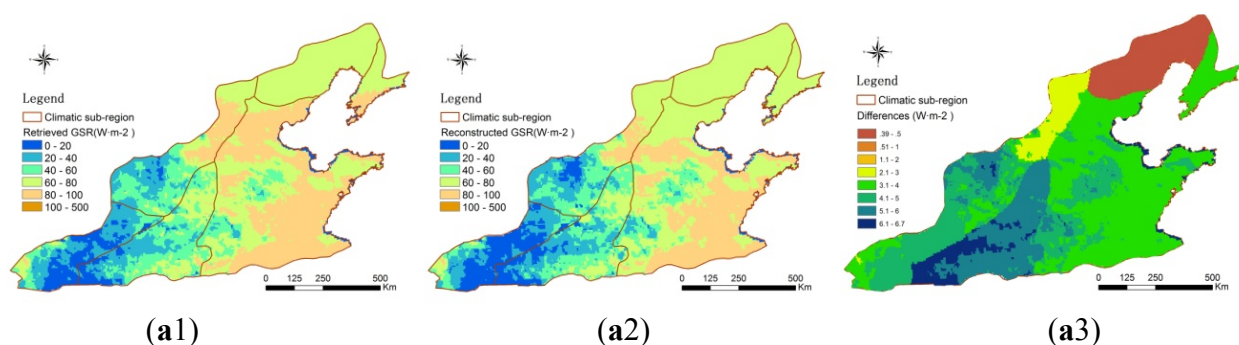 Legend
Climatic sub-region
Retrieved GSR(W·m-2 )
0 - 20
20 - 40
40 - 60
60 - 80
80 - 100
100 - 500
0 125 250 500
Km
(a1)
Legend
Climatic sub-region
Reconstructed GSR(W·m-2 )
0 - 20
20 - 40
40 - 60
60 - 80
80 - 100
100 - 500
0 125 250 500
Km
(a2)
Legend
Climatic sub-region
Differences (W·m-2 )
.39 - .5
.51 - 1
1.1 - 2
2.1 - 3
3.1 - 4
4.1 - 5
5.1 - 6
6.1 - 6.7
0 125 250 500
Km
(a3)